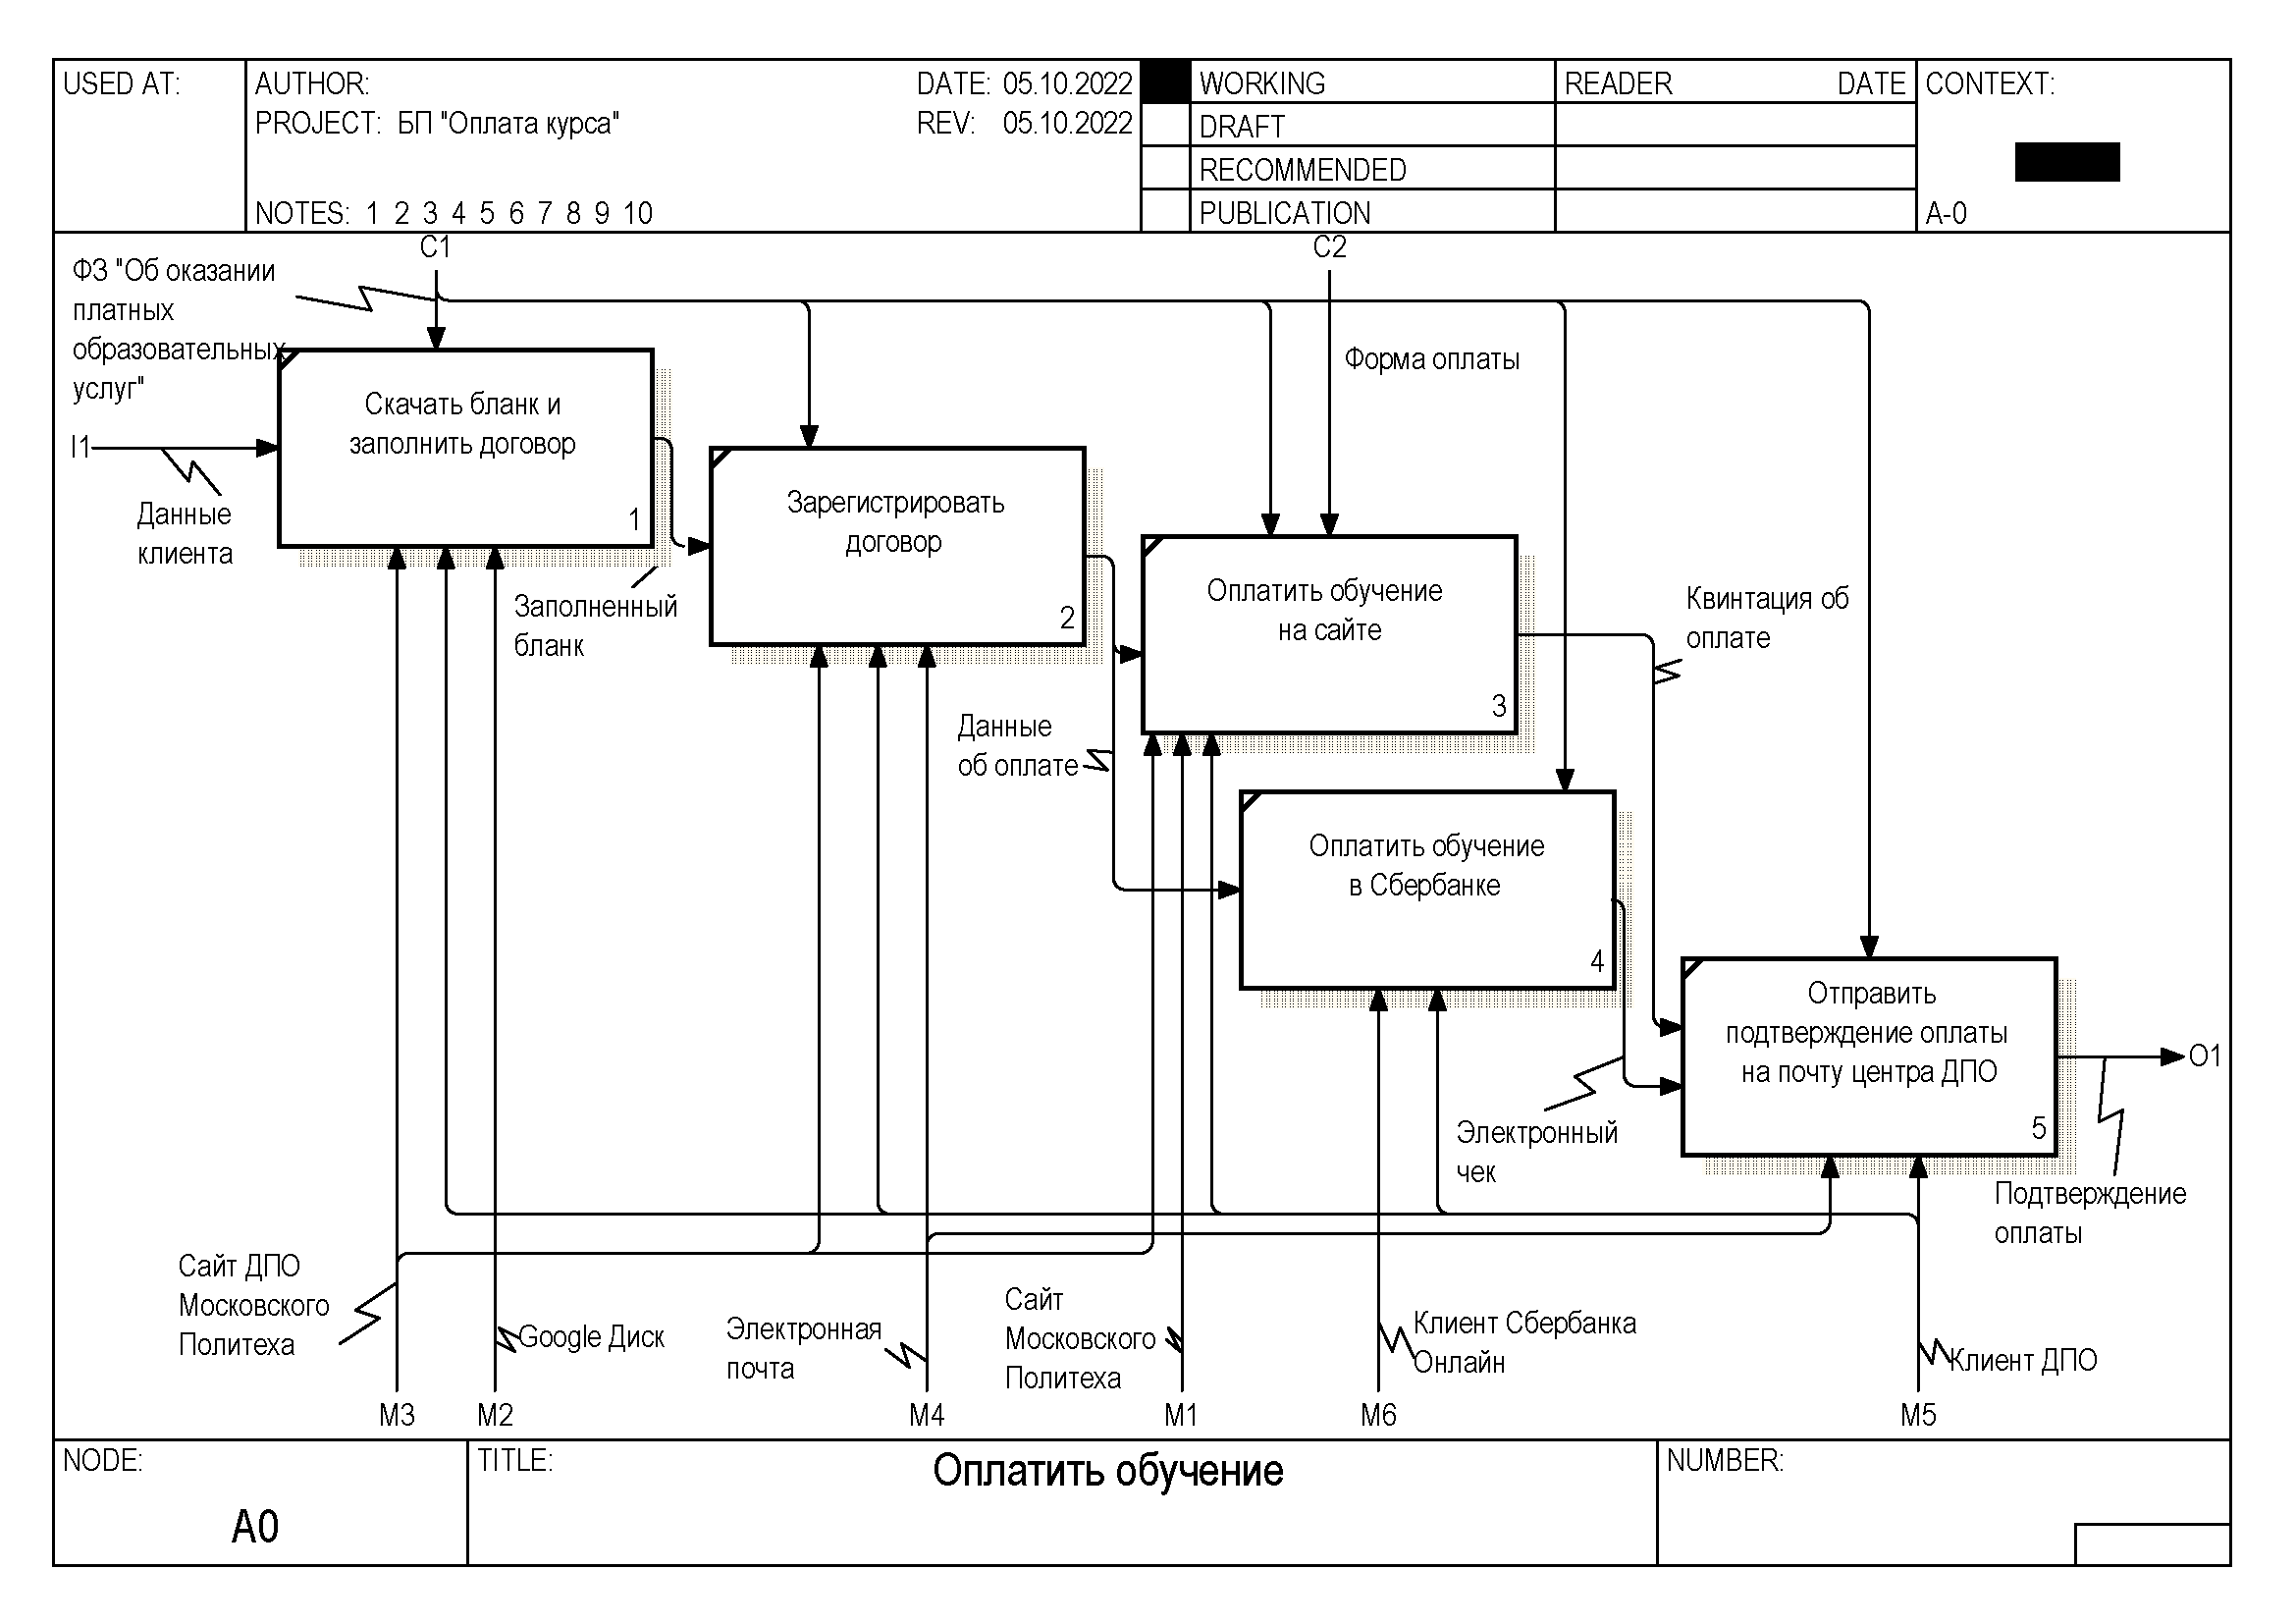 USED AT:
AUTHOR:
DATE: 05.10.2022
PROJECT: БП "Оплата курса"
REV: 05.10.2022
NOTES: 1 2 3 4 5 6 7 8 9 10
WORKING
DRAFT
RECOMMENDED
PUBLICATION
READER DATE
CONTEXT:
A-0
C1
C2
ФЗ "Об оказании
платных
образовательных
услуг"
Форма оплаты
I1
Данные
клиента
Скачать бланк и
заполнить договор
1
Заполненный
бланк
Зарегистрировать
договор
2
Данные
об оплате
Оплатить обучение
на сайте
3
Квинтация об
оплате
Оплатить обучение
в Сбербанке
4
Электронный
чек
Отправить
подтверждение оплаты
на почту центра ДПО
5
O1
Подтверждение
оплаты
Сайт ДПО
Московского
Политеха
Google Диск
Электронная
почта
Сайт
Московского
Политеха
Клиент Сбербанка
Онлайн
Клиент ДПО
M3
M2
M4
M1
M6
M5
NODE:
A0
TITLE:
Оплатить обучение
NUMBER: